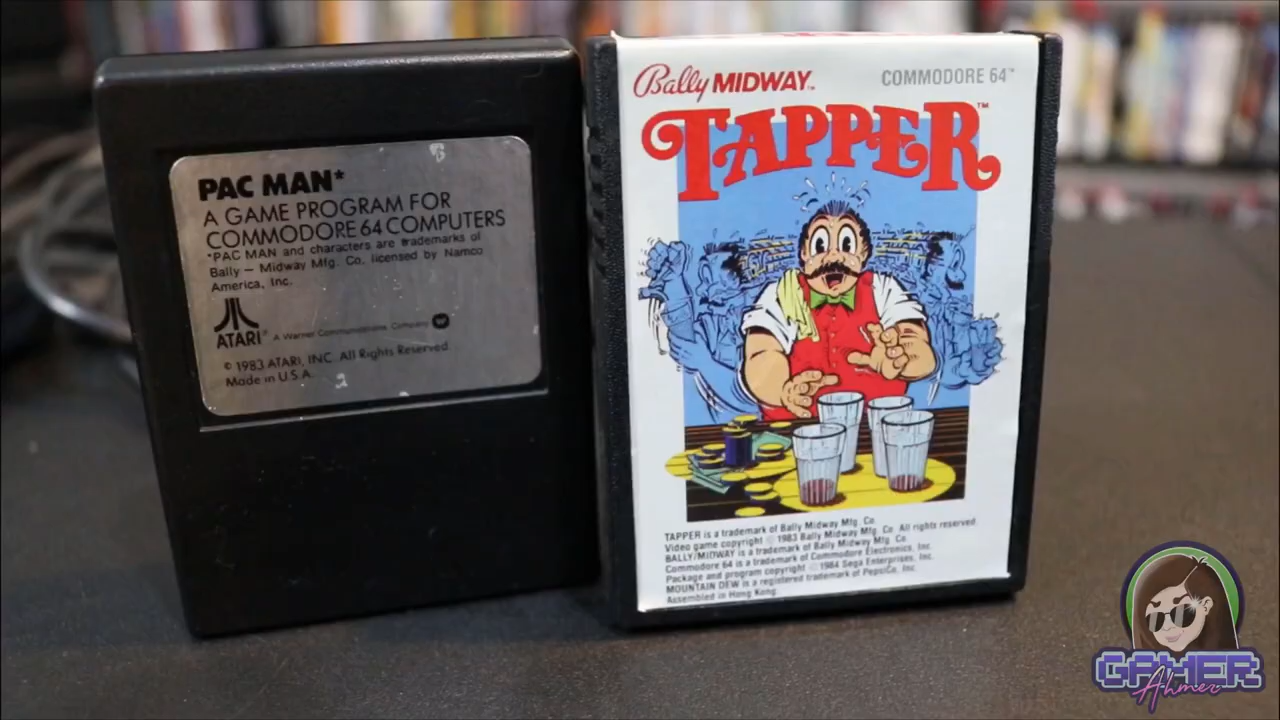 PAC MAN*
A GAME PROGRAM FOR
COMMODORE 64 COMPUTERS
*PAC MAN and characters are trademarks of
Bally – Midway Mfg. Co. licensed by Namco
America, Inc.
ATARI® A Warner Communications Company
© 1983 ATARI, INC. All Rights Reserved.
Made in U.S.A.
2
Bally MIDWAY™
COMMODORE 64™
TAPPER™
TAPPER is a trademark of Bally Midway Mfg. Co.
Video game copyright © 1983 Bally Midway Mfg. Co. All rights reserved.
BALLY/MIDWAY is a trademark of Bally Midway Mfg. Co.
Commodore 64 is a trademark of Commodore Electronics, Inc.
Package and program copyright © 1984 Sega Enterprises, Inc.
MOUNTAIN DEW is a registered trademark of PepsiCo, Inc.
Assembled in Hong Kong.
GAMER
Ahmez